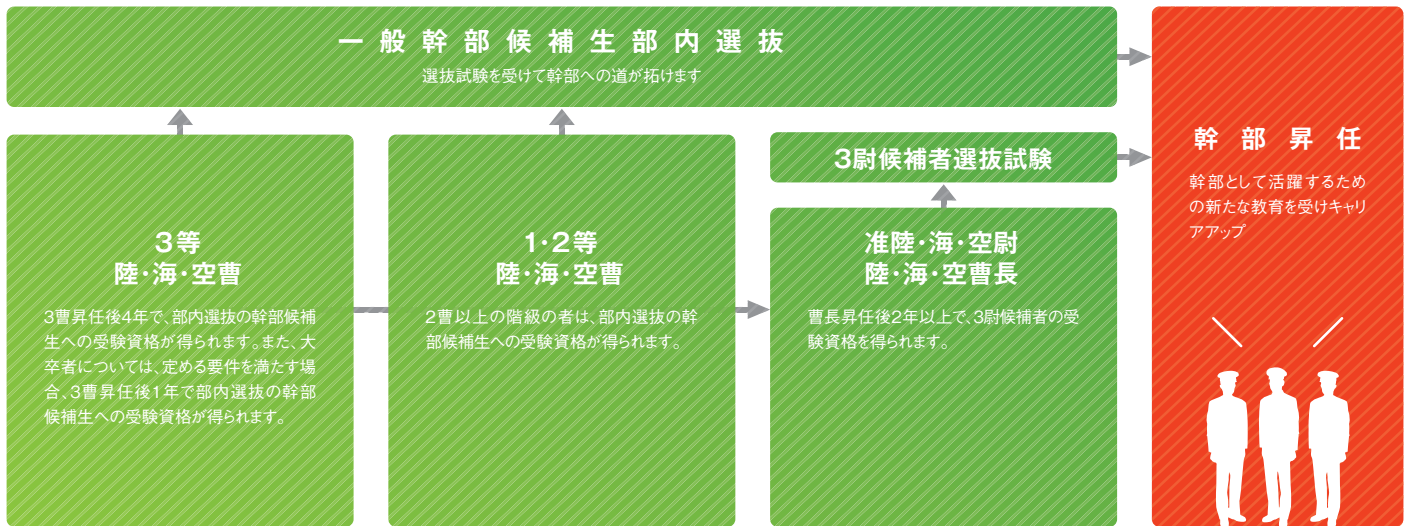 一般幹部候補生部内選抜
選抜試験を受けて幹部への道が拓けます
3等
陸・海・空曹
3曹昇任後4年で、部内選抜の幹部候補
生への受験資格が得られます。また、大
卒者については、定める要件を満たす場
合、3曹昇任後1年で部内選抜の幹部
候補生への受験資格が得られます。
1・2等
陸・海・空曹
2曹以上の階級の者は、部内選抜の幹
部候補生への受験資格が得られます。
3尉候補者選抜試験
准陸・海・空尉
陸・海・空曹長
曹長昇任後2年以上で、3尉候補者の受
験資格を得られます。
幹部昇任
幹部として活躍するため
の新たな教育を受けキャリ
アアップ